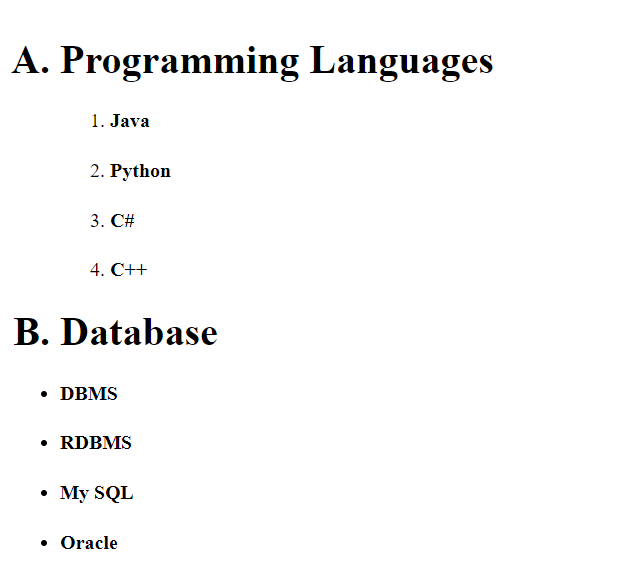 A. Programming Languages
1. Java
2. Python
3. C#
4. C++
B. Database
• DBMS
• RDBMS
• My SQL
• Oracle